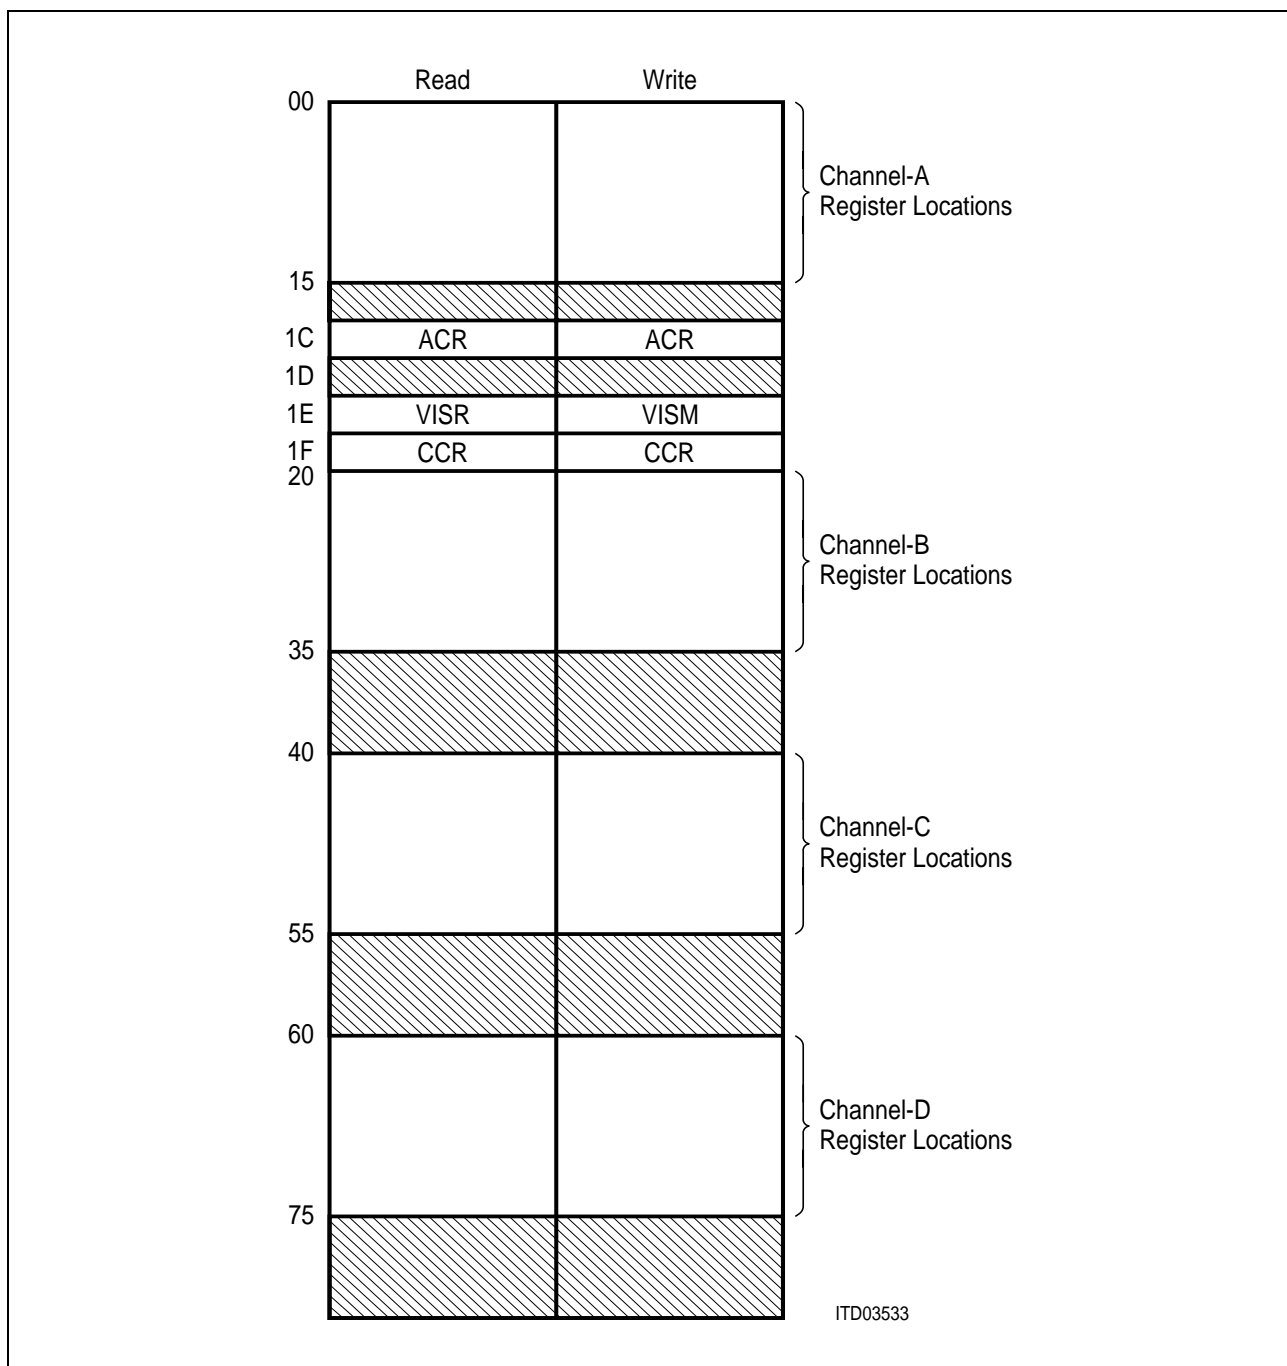 Read Write
00
Channel-A
Register Locations
15
1C ACR ACR
1D
1E VISR VISM
1F CCR CCR
20
Channel-B
Register Locations
35
40
Channel-C
Register Locations
55
60
Channel-D
Register Locations
75
ITD03533